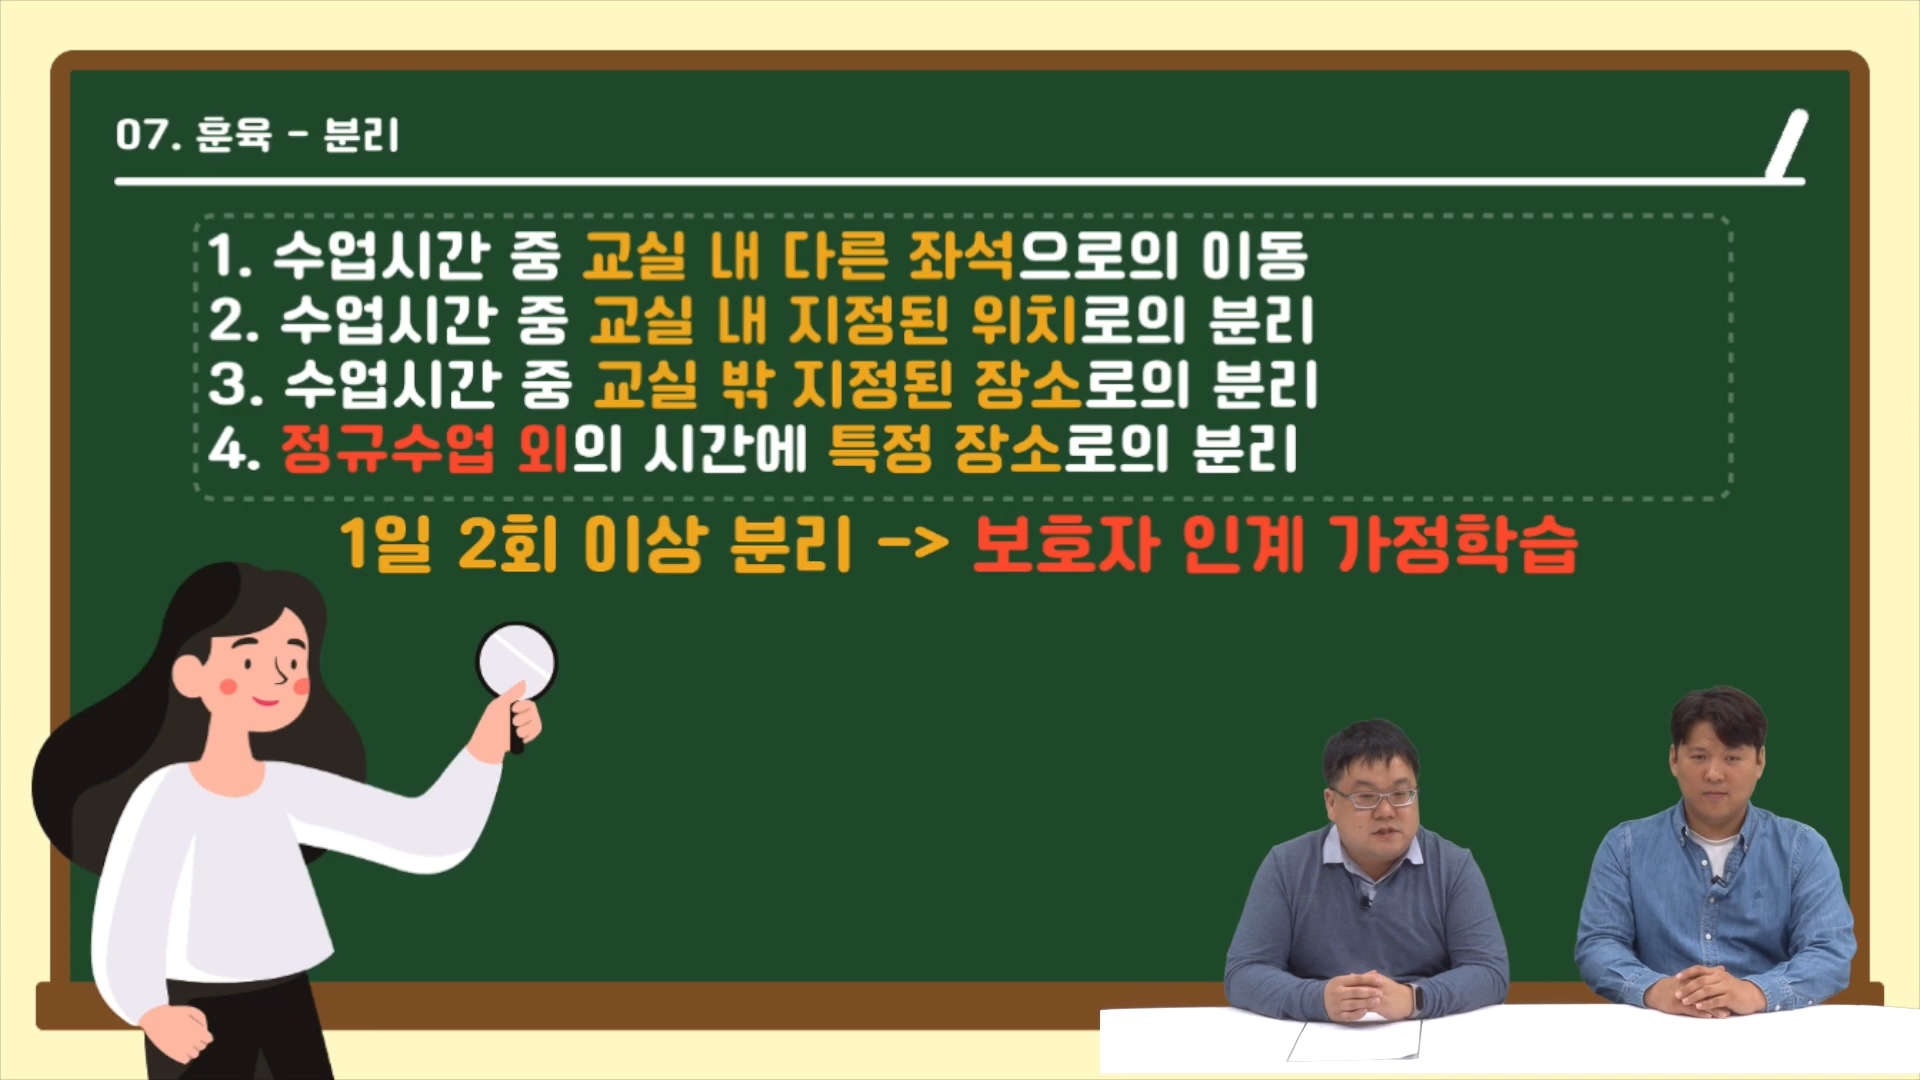 07. 훈육 - 분리
1. 수업시간 중 교실 내 다른 좌석으로의 이동
2. 수업시간 중 교실 내 지정된 위치로의 분리
3. 수업시간 중 교실 밖 지정된 장소로의 분리
4. 정규수업 외의 시간에 특정 장소로의 분리
1일 2회 이상 분리 -> 보호자 인계 가정학습